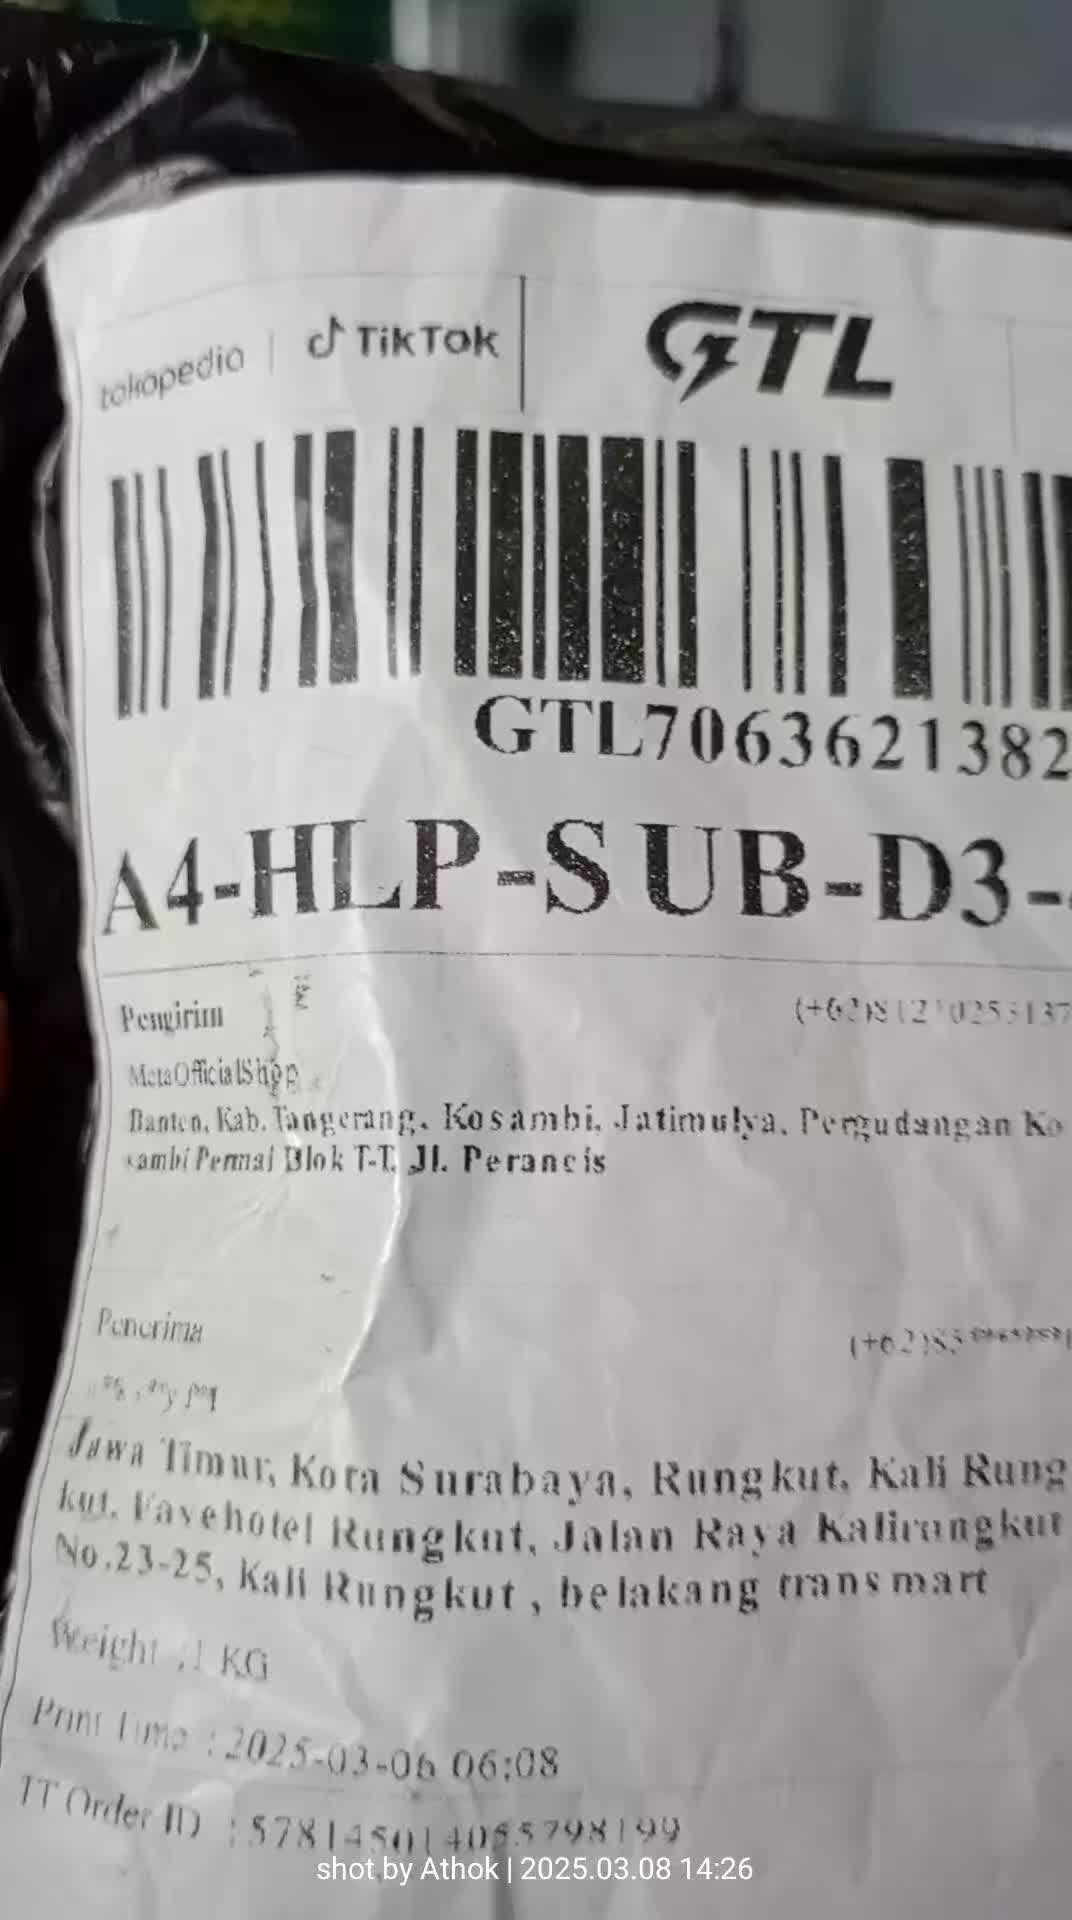 tokopedia | TikTok
GTL
GTL7063621382
A4-HLP-SUB-D3-
Pengirim
MetaOfficialShop
Banten, Kab. Tangerang, Kosambi, Jatimulya, Pergudangan Ko
sambi Permai Blok T-T, Jl. Perancis
Penerima
Jawa Timur, Kota Surabaya, Rungkut, Kali Rung
kut, Favehotel Rungkut, Jalan Raya Kalirungkut
No.23-25, Kali Rungkut , belakang transmart
Weight :1 KG
Print Time : 2025-03-06 06:08
TT Order ID :
shot by Athok | 2025.03.08 14:26